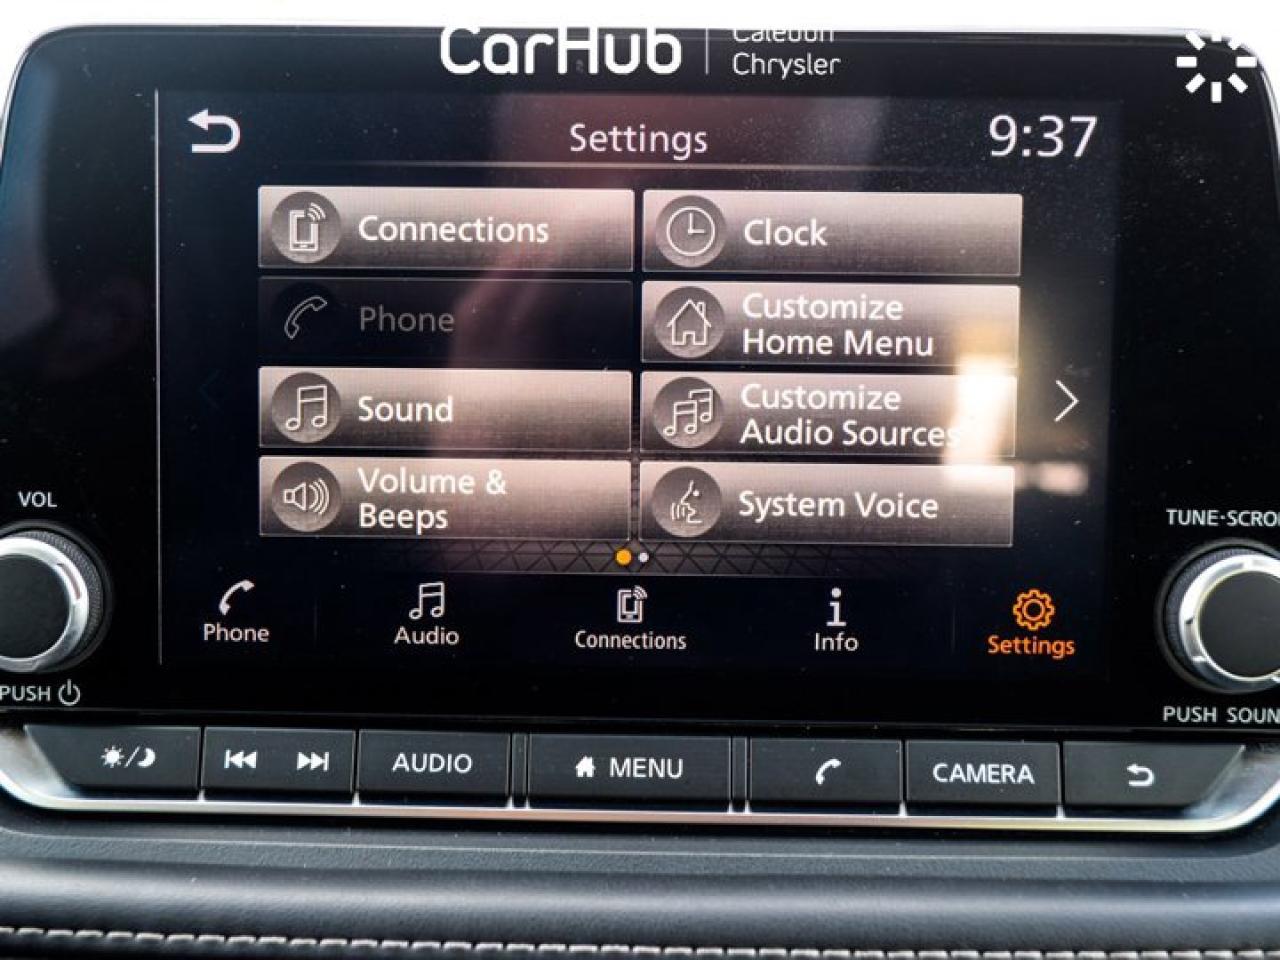 CarHub
Caledon
Chrysler
Settings
9:37
Connections
Clock
Phone
Customize
Home Menu
Sound
Customize
Audio Sources
Volume &
Beeps
System Voice
VOL
TUNE·SCRO
Phone
Audio
Connections
Info
Settings
PUSH
PUSH SOUN
AUDIO
MENU
CAMERA